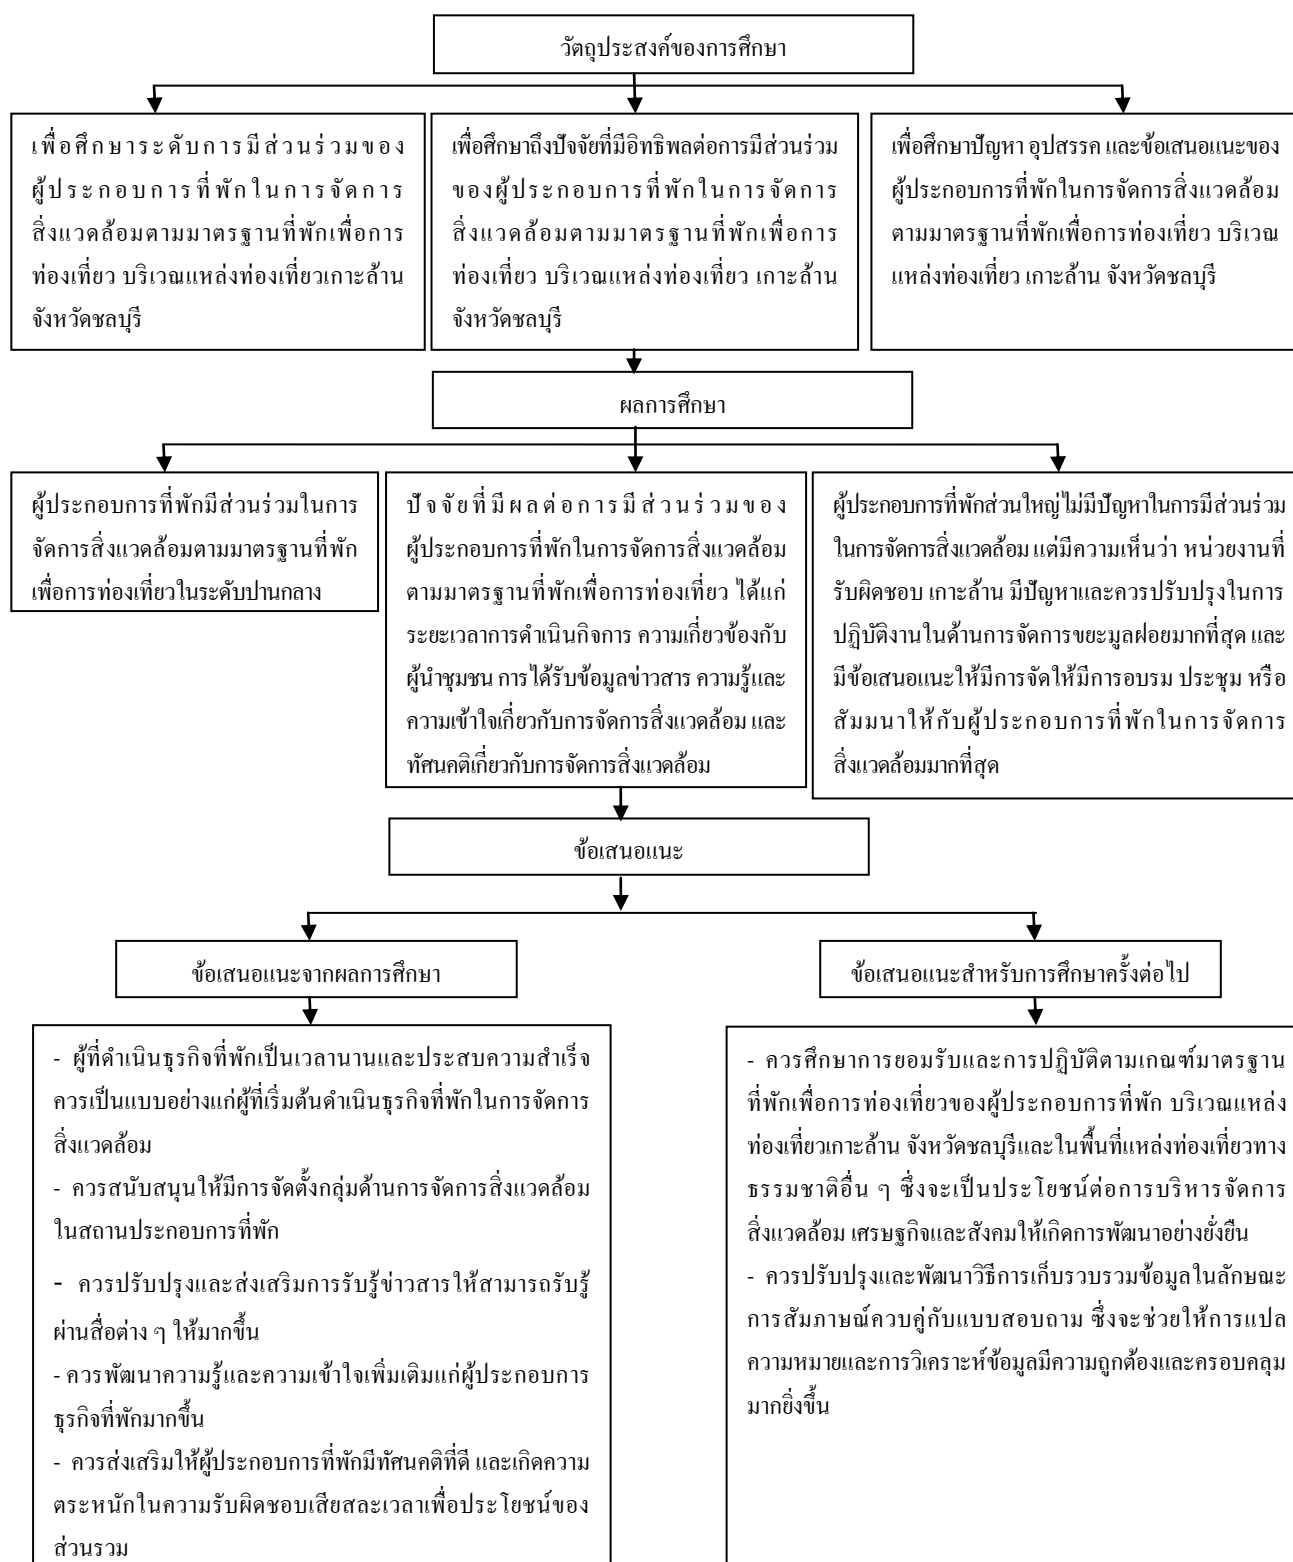 วัตถุประสงค์ของการศึกษา
เพื่อศึกษาระดับการมีส่วนร่วมของ
ผู้ประกอบการที่พักในการจัดการ
สิ่งแวดล้อมตามมาตรฐานที่พักเพื่อการ
ท่องเที่ยว บริเวณแหล่งท่องเที่ยวเกาะล้าน
จังหวัดชลบุรี
เพื่อศึกษาถึงปัจจัยที่มีอิทธิพลต่อการมีส่วนร่วม
ของผู้ประกอบการที่พักในการจัดการ
สิ่งแวดล้อมตามมาตรฐานที่พักเพื่อการ
ท่องเที่ยว บริเวณแหล่งท่องเที่ยว เกาะล้าน
จังหวัดชลบุรี
เพื่อศึกษาปัญหา อุปสรรค และข้อเสนอแนะของ
ผู้ประกอบการที่พักในการจัดการสิ่งแวดล้อม
ตามมาตรฐานที่พักเพื่อการท่องเที่ยว บริเวณ
แหล่งท่องเที่ยว เกาะล้าน จังหวัดชลบุรี
ผลการศึกษา
ผู้ประกอบการที่พักมีส่วนร่วมในการ
จัดการสิ่งแวดล้อมตามมาตรฐานที่พัก
เพื่อการท่องเที่ยวในระดับปานกลาง
ปัจจัยที่มีผลต่อการมีส่วนร่วมของ
ผู้ประกอบการที่พักในการจัดการสิ่งแวดล้อม
ตามมาตรฐานที่พักเพื่อการท่องเที่ยว ได้แก่
ระยะเวลาการดำเนินกิจการ ความเกี่ยวข้องกับ
ผู้นำชุมชน การได้รับข้อมูลข่าวสาร ความรู้และ
ความเข้าใจเกี่ยวกับการจัดการสิ่งแวดล้อม และ
ทัศนคติเกี่ยวกับการจัดการสิ่งแวดล้อม
ผู้ประกอบการที่พักส่วนใหญ่ไม่มีปัญหาในการมีส่วนร่วม
ในการจัดการสิ่งแวดล้อม แต่มีความเห็นว่า หน่วยงานที่
รับผิดชอบ เกาะล้าน มีปัญหาและควรปรับปรุงในการ
ปฏิบัติงานในด้านการจัดการขยะมูลฝอยมากที่สุด และ
มีข้อเสนอแนะให้มีการจัดให้มีการอบรม ประชุม หรือ
สัมมนาให้กับผู้ประกอบการที่พักในการจัดการ
สิ่งแวดล้อมมากที่สุด
ข้อเสนอแนะ
ข้อเสนอแนะจากผลการศึกษา
- ผู้ที่ดำเนินธุรกิจที่พักเป็นเวลานานและประสบความสำเร็จ
ควรเป็นแบบอย่างแก่ผู้ที่เริ่มต้นดำเนินธุรกิจที่พักในการจัดการ
สิ่งแวดล้อม
- ควรสนับสนุนให้มีการจัดตั้งกลุ่มด้านการจัดการสิ่งแวดล้อม
ในสถานประกอบการที่พัก
- ควรปรับปรุงและส่งเสริมการรับรู้ข่าวสารให้สามารถรับรู้
ผ่านสื่อต่าง ๆ ให้มากขึ้น
- ควรพัฒนาความรู้และความเข้าใจเพิ่มเติมแก่ผู้ประกอบการ
ธุรกิจที่พักมากขึ้น
- ควรส่งเสริมให้ผู้ประกอบการที่พักมีทัศนคติที่ดี และเกิดความ
ตระหนักในความรับผิดชอบเสียสละเวลาเพื่อประโยชน์ของ
ส่วนรวม
ข้อเสนอแนะสำหรับการศึกษาครั้งต่อไป
- ควรศึกษาการยอมรับและการปฏิบัติตามเกณฑ์มาตรฐาน
ที่พักเพื่อการท่องเที่ยวของผู้ประกอบการที่พัก บริเวณแหล่ง
ท่องเที่ยวเกาะล้าน จังหวัดชลบุรีและในพื้นที่แหล่งท่องเที่ยวทาง
ธรรมชาติอื่น ๆ ซึ่งจะเป็นประโยชน์ต่อการบริหารจัดการ
สิ่งแวดล้อม เศรษฐกิจและสังคมให้เกิดการพัฒนาอย่างยั่งยืน
- ควรปรับปรุงและพัฒนาวิธีการเก็บรวบรวมข้อมูลในลักษณะ
การสัมภาษณ์ควบคู่กับแบบสอบถาม ซึ่งจะช่วยให้การแปล
ความหมายและการวิเคราะห์ข้อมูลมีความถูกต้องและครอบคลุม
มากยิ่งขึ้น